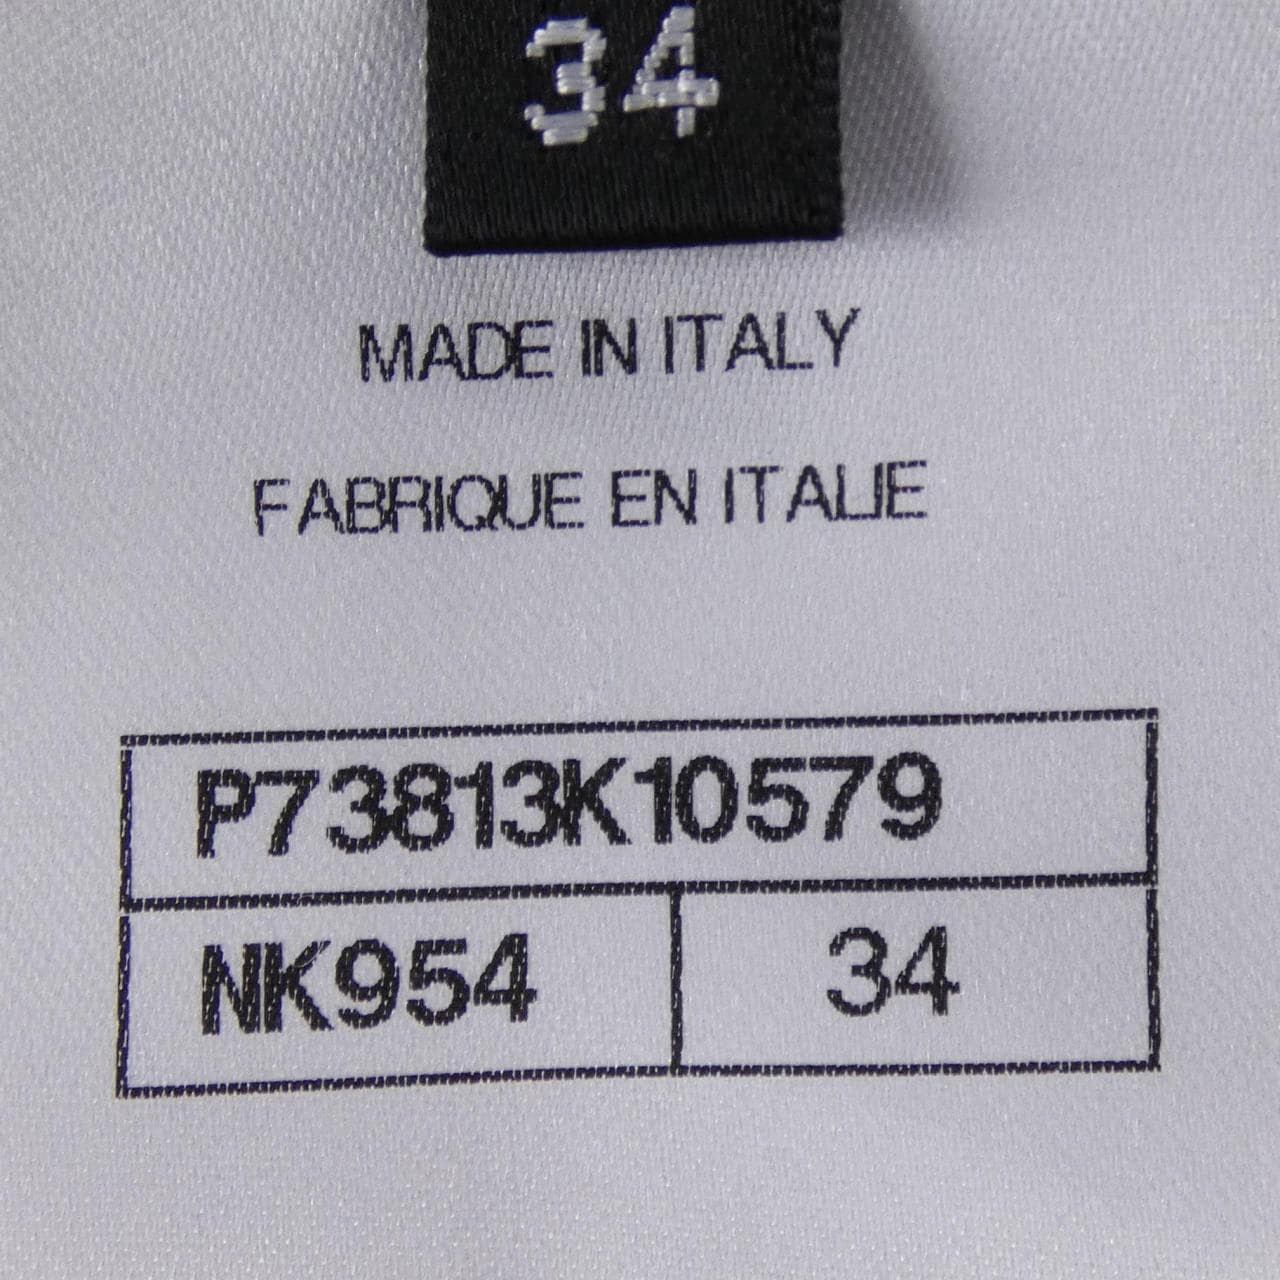 34
MADE IN ITALY
FABRIQUE EN ITALIE
P73813K10579
NK954 34